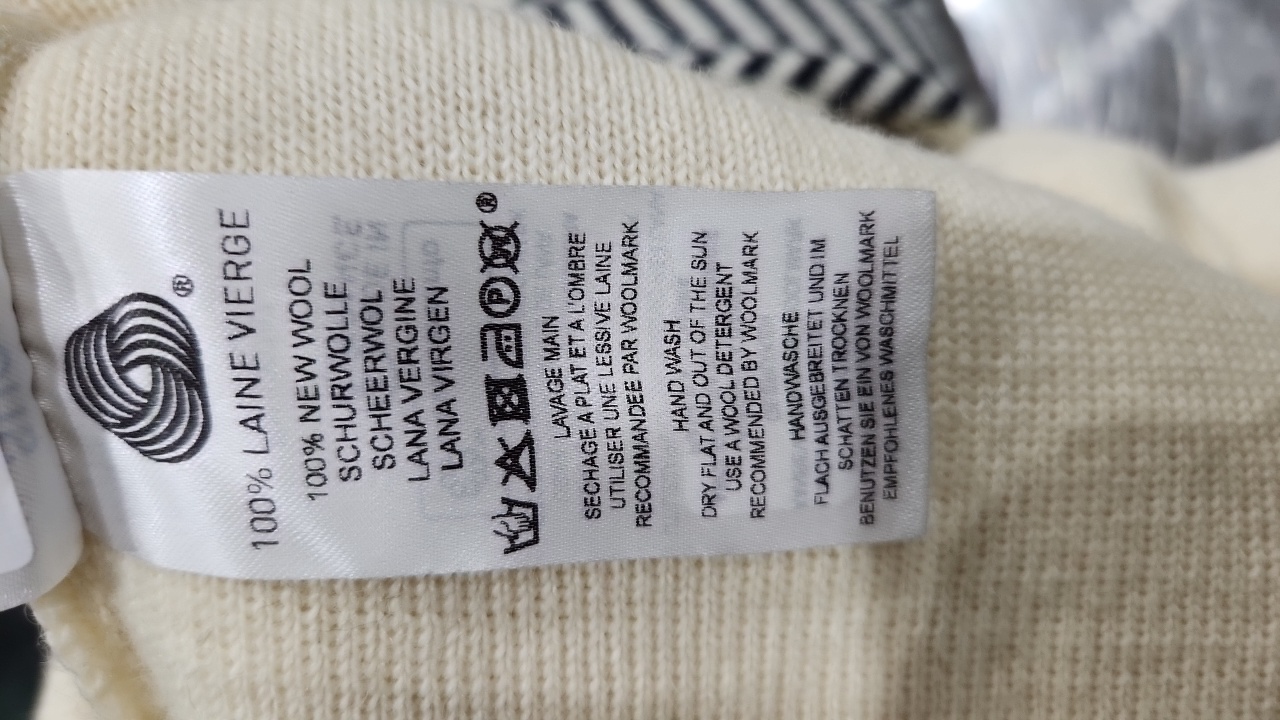 ®
100% LAINE VIERGE
100% NEW WOOL
SCHURWOLLE
SCHEERWOL
LANA VERGINE
LANA VIRGEN
P W ®
LAVAGE MAIN
SECHAGE A PLAT ET A L'OMBRE
UTILISER UNE LESSIVE LAINE
RECOMMANDEE PAR WOOLMARK
HAND WASH
DRY FLAT AND OUT OF THE SUN
USE A WOOL DETERGENT
RECOMMENDED BY WOOLMARK
HANDWASCHE
FLACH AUSGEBREITET UND IM
SCHATTEN TROCKNEN
BENUTZEN SIE EIN VON WOOLMARK
EMPFOHLENES WASCHMITTEL